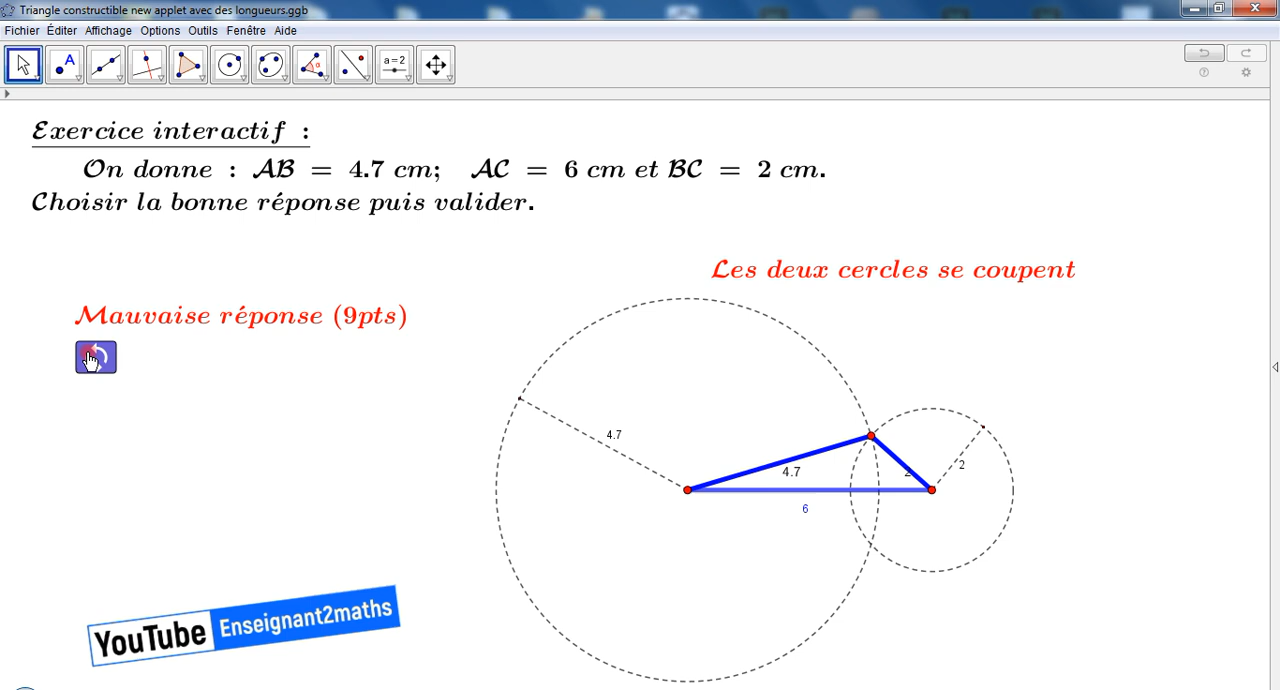 Triangle constructible new applet avec des longueurs.ggb
Fichier Éditer Affichage Options Outils Fenêtre Aide
A
α
a=2
Exercice interactif :
On donne : AB = 4.7 cm; AC = 6 cm et BC = 2 cm.
Choisir la bonne réponse puis valider.
Les deux cercles se coupent
Mauvaise réponse (9pts)
4.7
4.7
2
2
6
YouTube Enseignant2maths